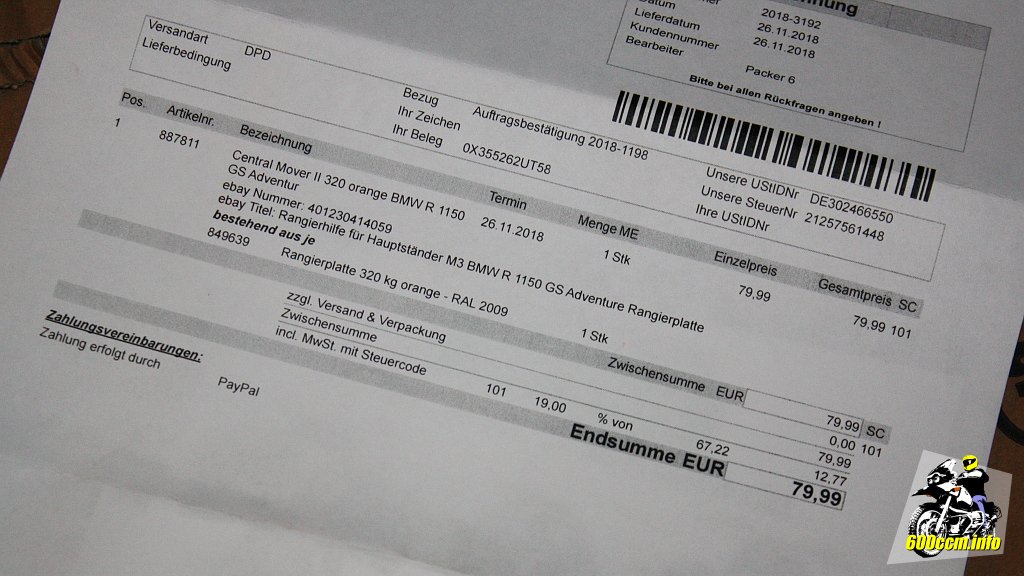 2018-3192
Datum 26.11.2018
Lieferdatum 26.11.2018
Kundennummer
Bearbeiter Packer 6
Bitte bei allen Rückfragen angeben !
Versandart DPD
Lieferbedingung
Bezug Auftragsbestätigung 2018-1198
Ihr Zeichen
Ihr Beleg 0X355262UT58
Unsere UStIDNr DE302466550
Unsere SteuerNr 21257561448
Ihre UStIDNr
Pos. Artikelnr. Bezeichnung Termin Menge ME Einzelpreis Gesamtpreis SC
1 887811 Central Mover II 320 orange BMW R 1150 26.11.2018 1 Stk 79,99 79,99 101
GS Adventur
ebay Nummer: 401230414059
ebay Titel: Rangierhilfe für Hauptständer M3 BMW R 1150 GS Adventure Rangierplatte
bestehend aus je
849639 Rangierplatte 320 kg orange - RAL 2009 1 Stk
Zwischensumme EUR 79,99 SC
zzgl. Versand & Verpackung 0,00 101
Zwischensumme 79,99
incl. MwSt. mit Steuercode 101 19,00 % von 67,22 12,77
Endsumme EUR 79,99
Zahlungsvereinbarungen:
Zahlung erfolgt durch PayPal
600ccm.info